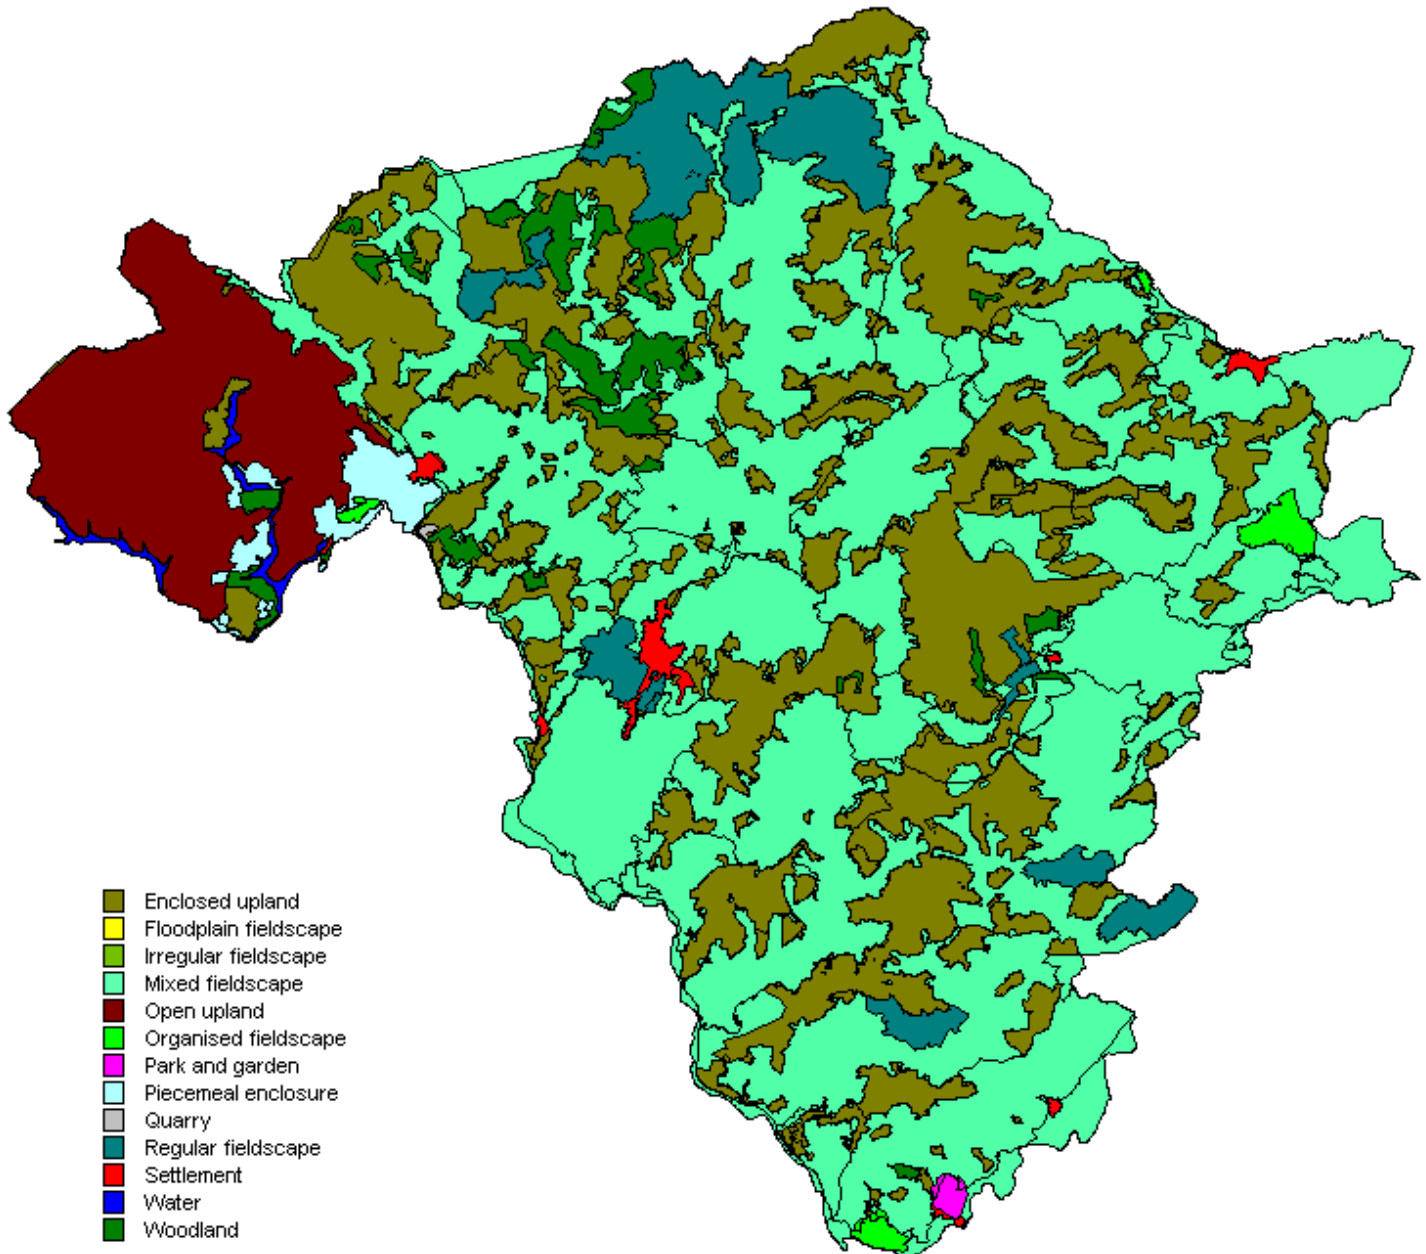 Enclosed upland
Floodplain fieldscape
Irregular fieldscape
Mixed fieldscape
Open upland
Organised fieldscape
Park and garden
Piecemeal enclosure
Quarry
Regular fieldscape
Settlement
Water
Woodland